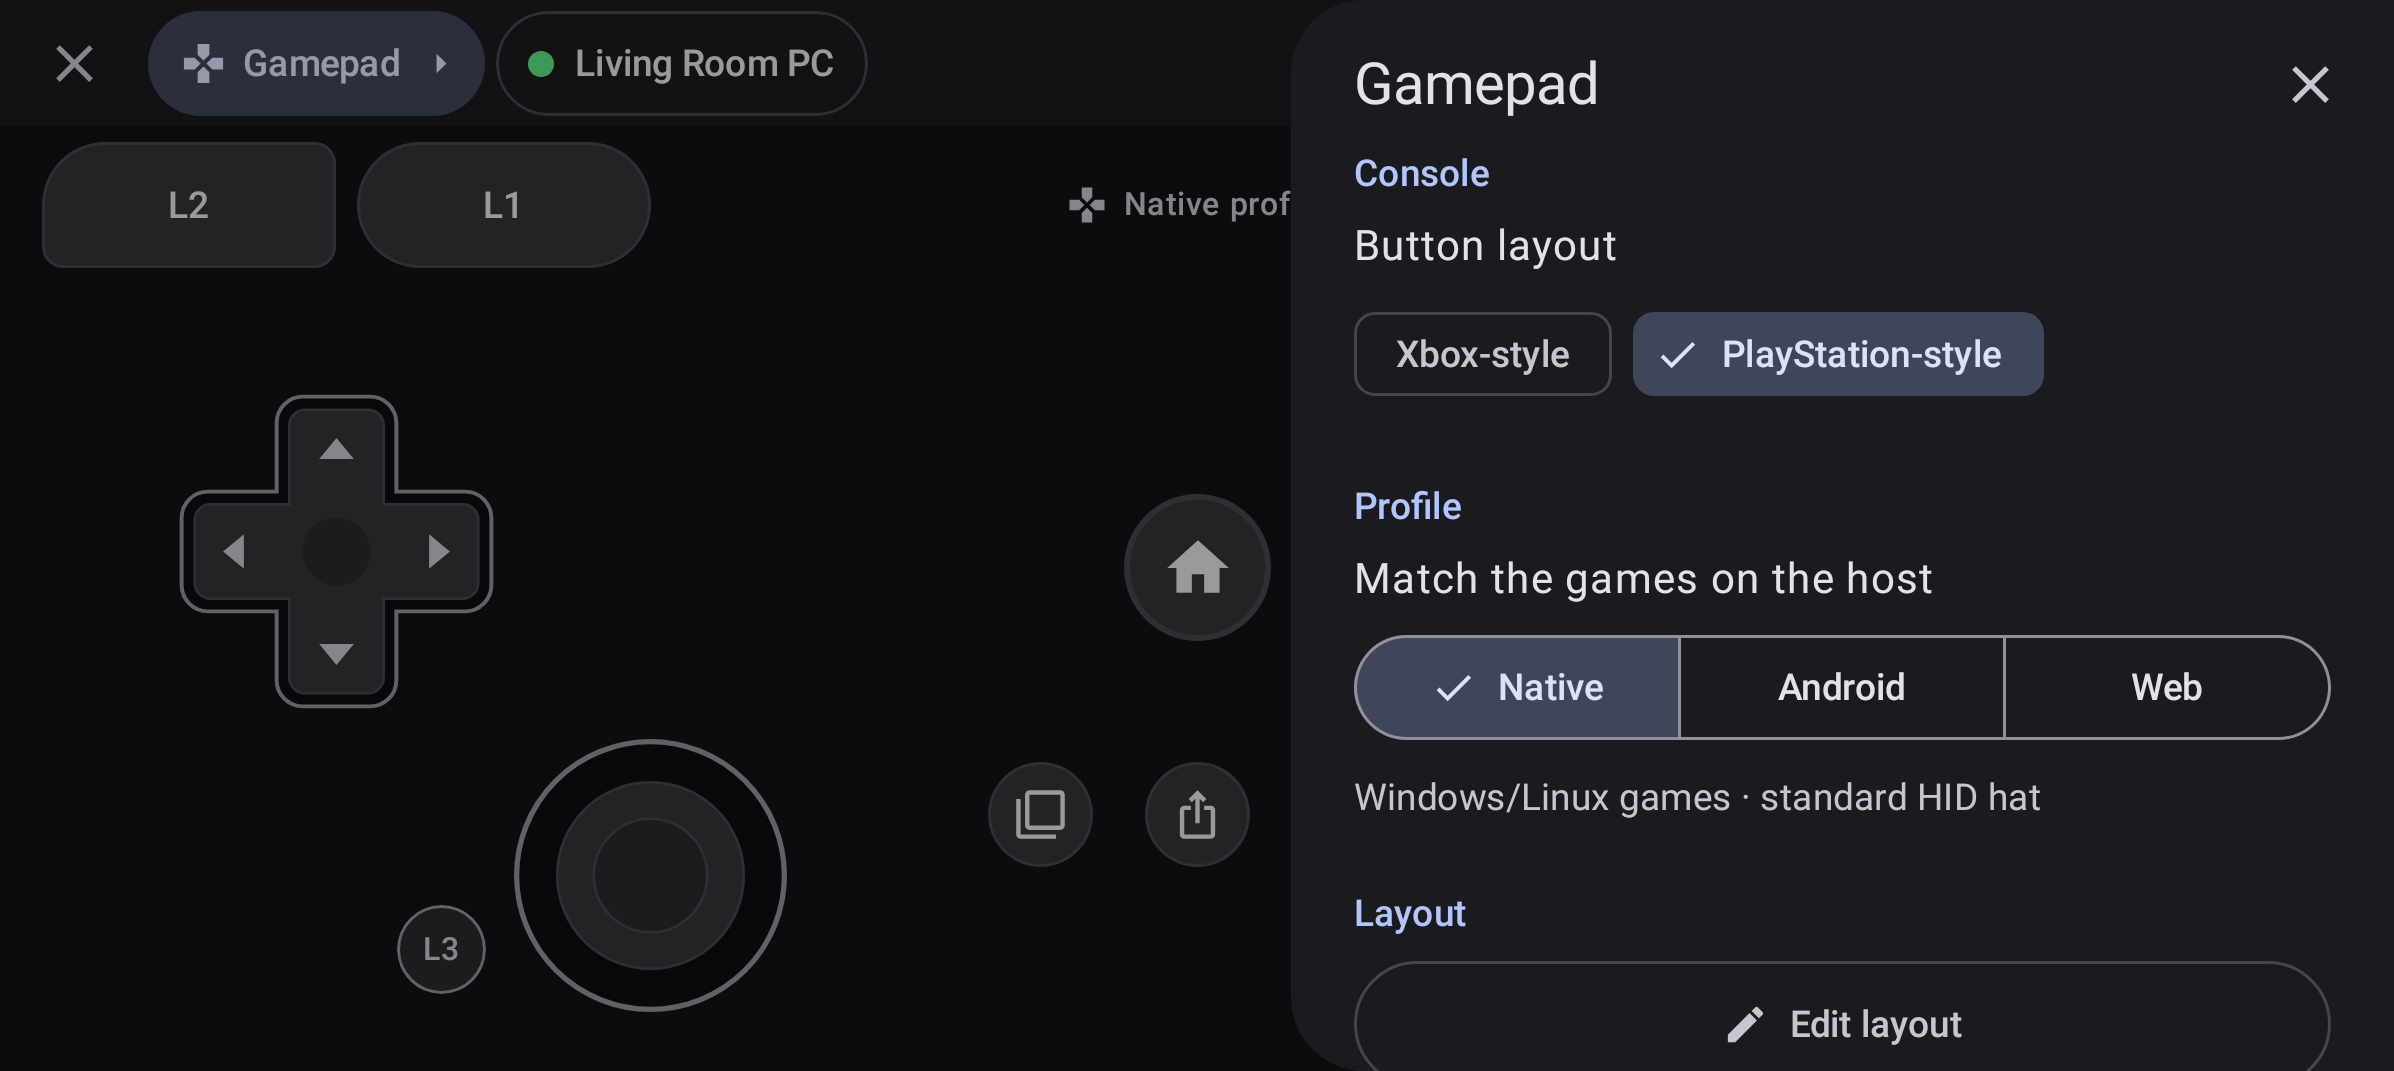 Gamepad
Living Room PC
L2
L1
Native prof
L3
Gamepad
Console
Button layout
Xbox-style
PlayStation-style
Profile
Match the games on the host
Native
Android
Web
Windows/Linux games · standard HID hat
Layout
Edit layout